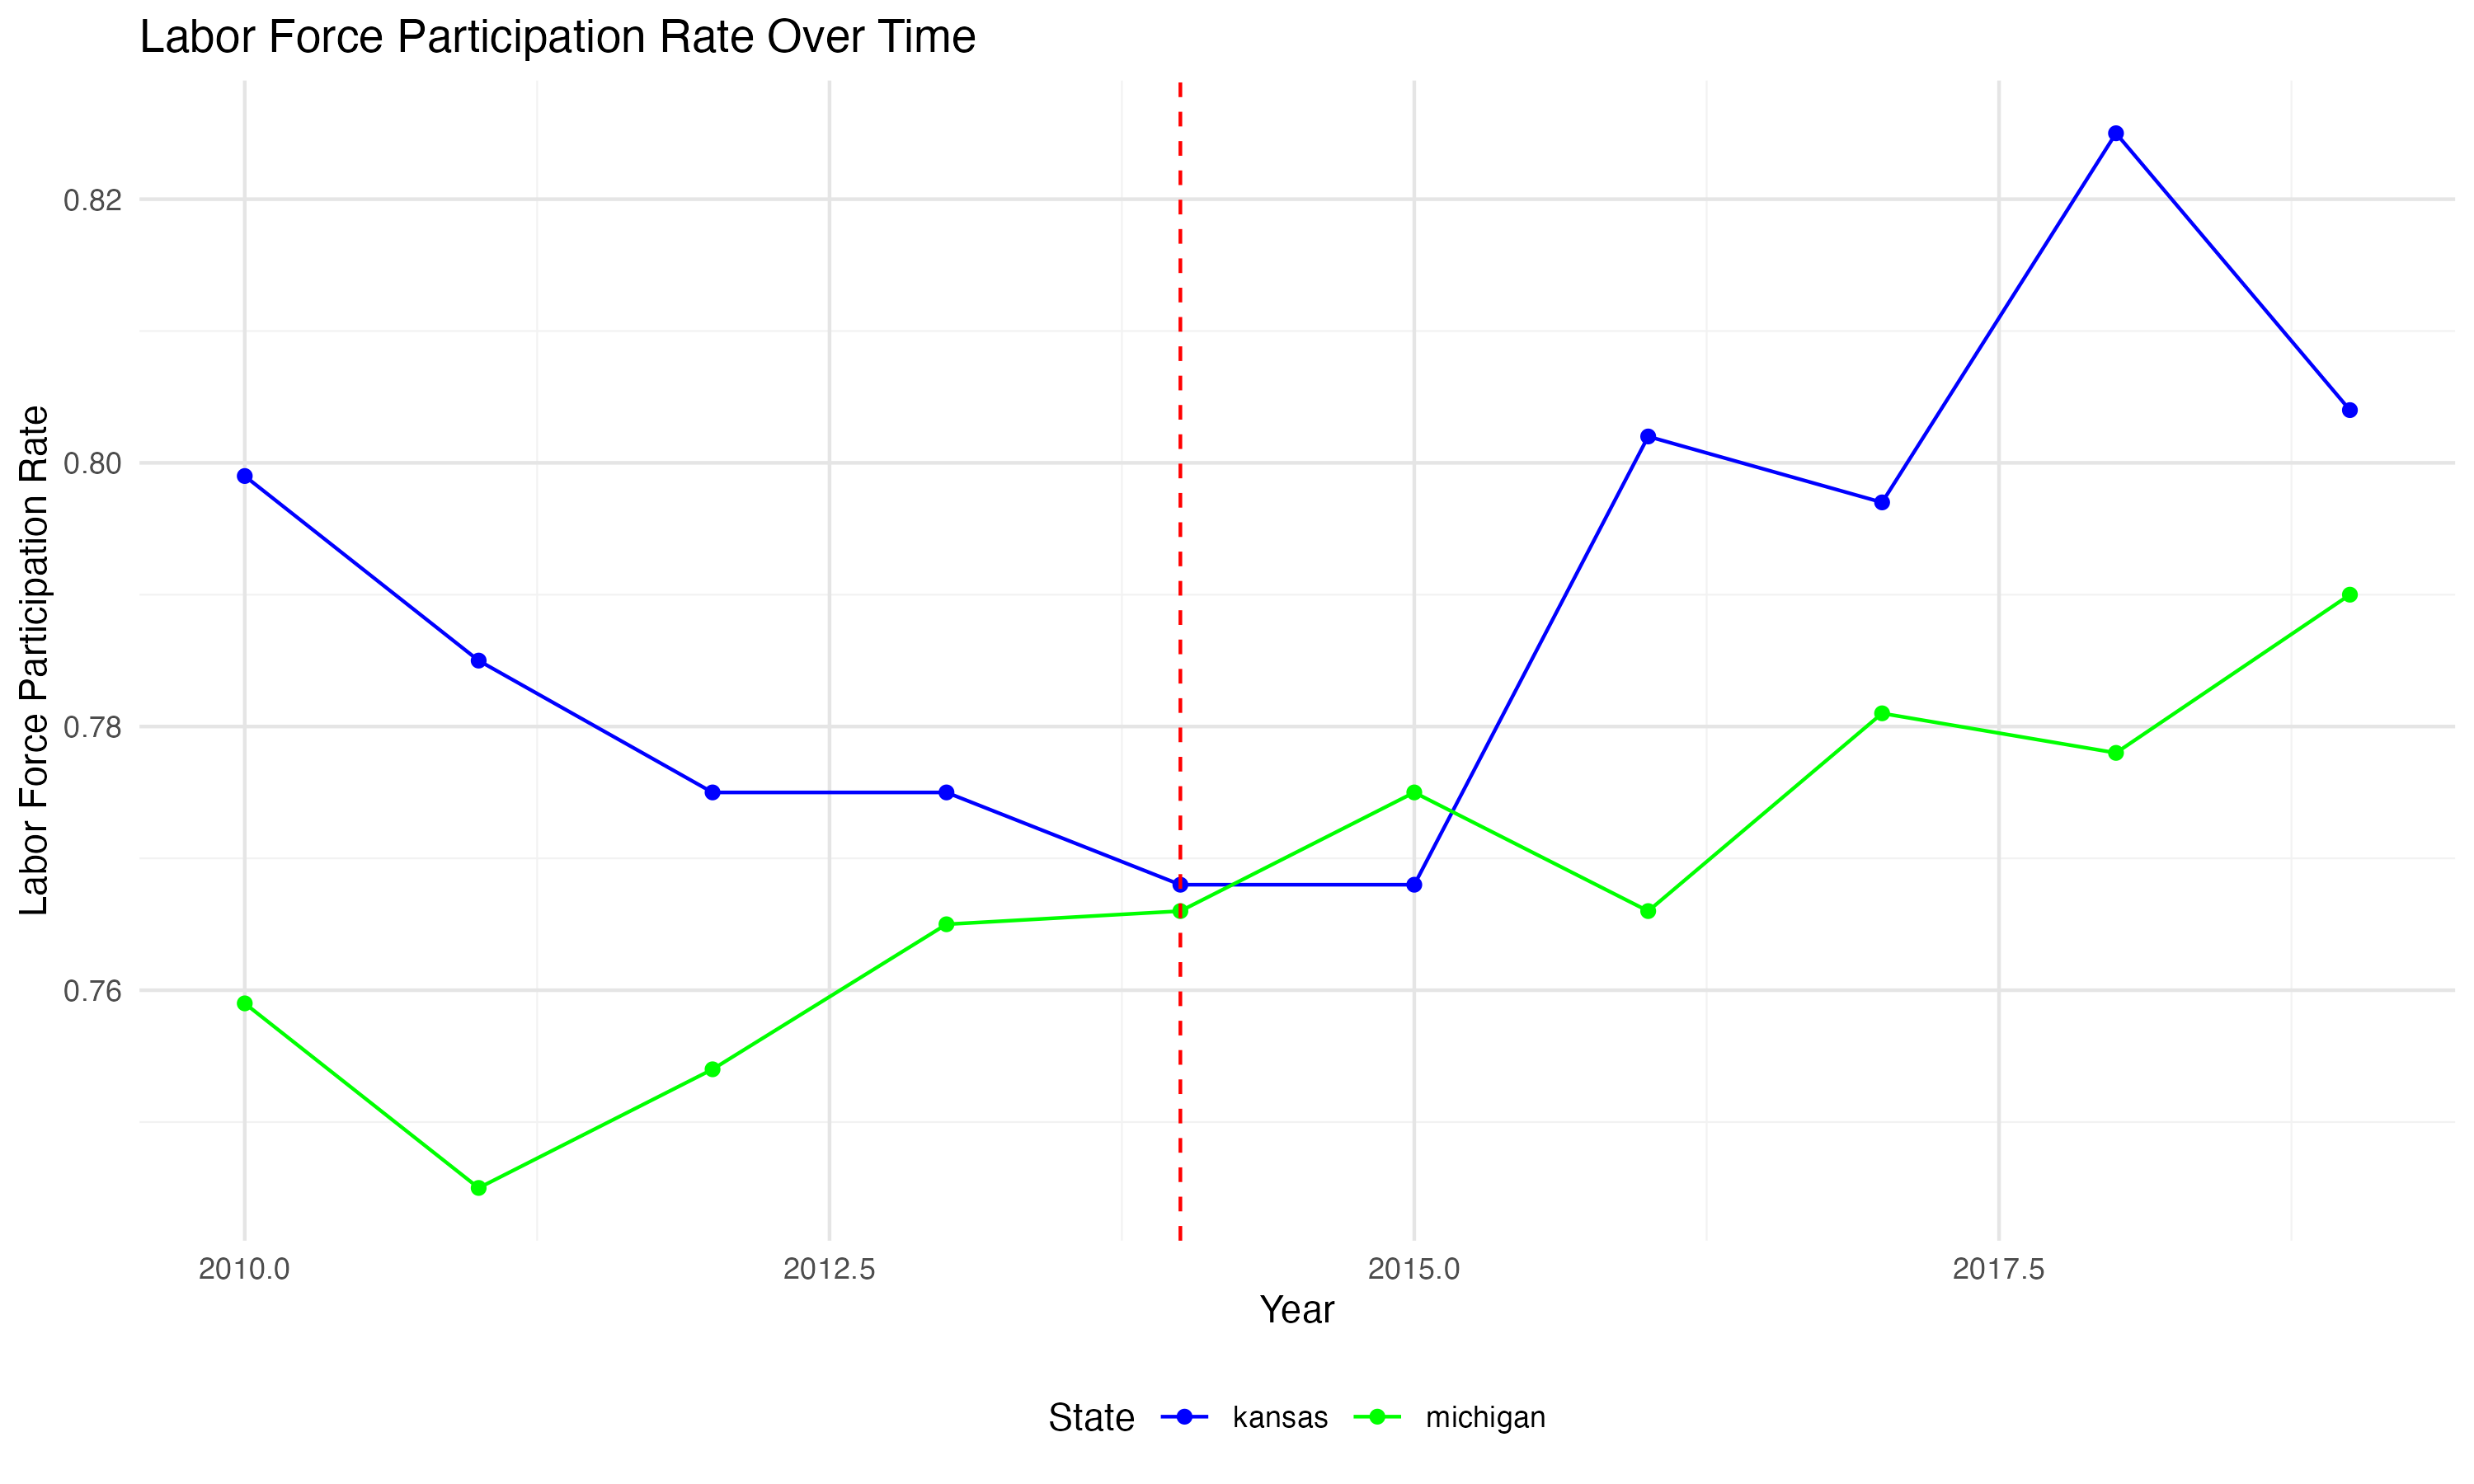 Labor Force Participation Rate Over Time
Labor Force Participation Rate
0.82
0.80
0.78
0.76
2010.0 2012.5 2015.0 2017.5
Year
State kansas michigan